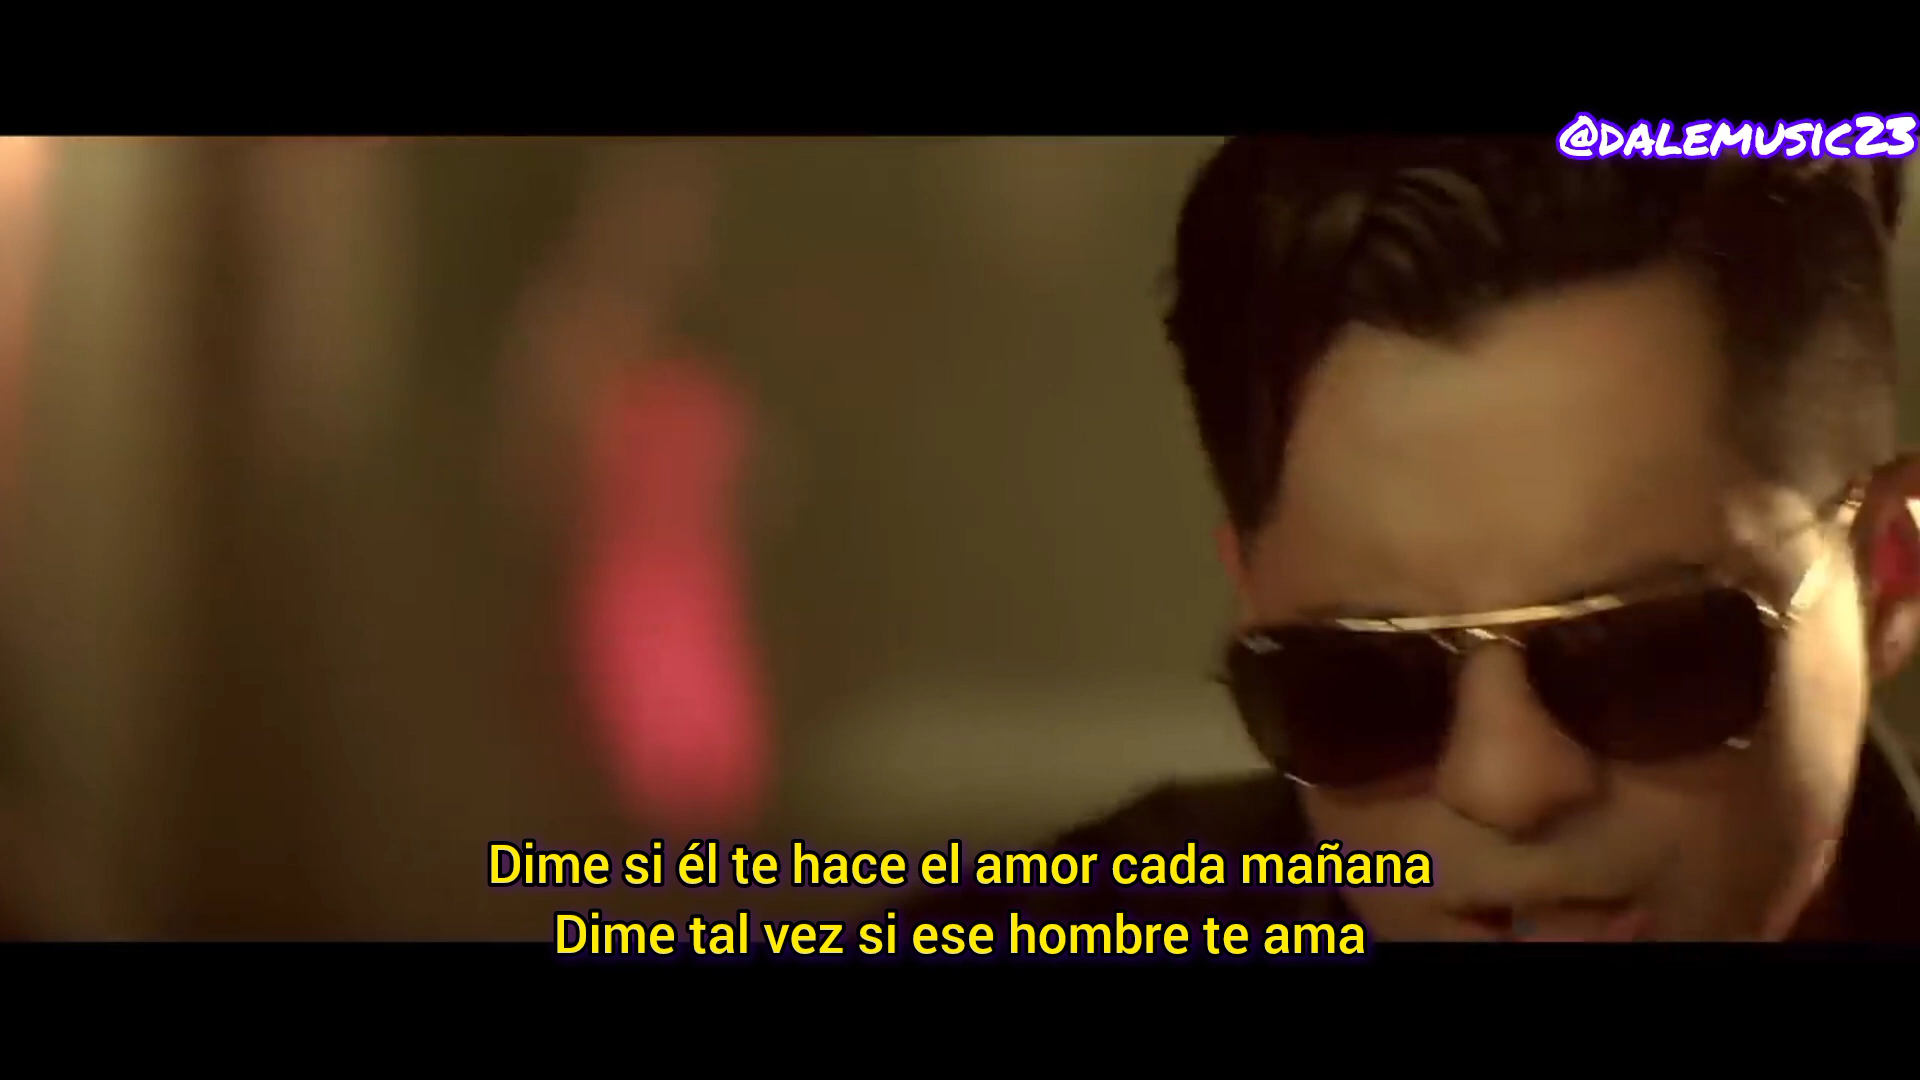 @DALEMUSIC23
Dime si él te hace el amor cada mañana
Dime tal vez si ese hombre te ama